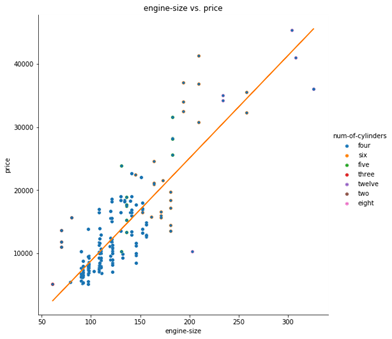 engine-size vs. price
40000
30000
20000
10000
price
50
100
150
200
250
300
engine-size
num-of-cylinders
four
six
five
three
twelve
two
eight